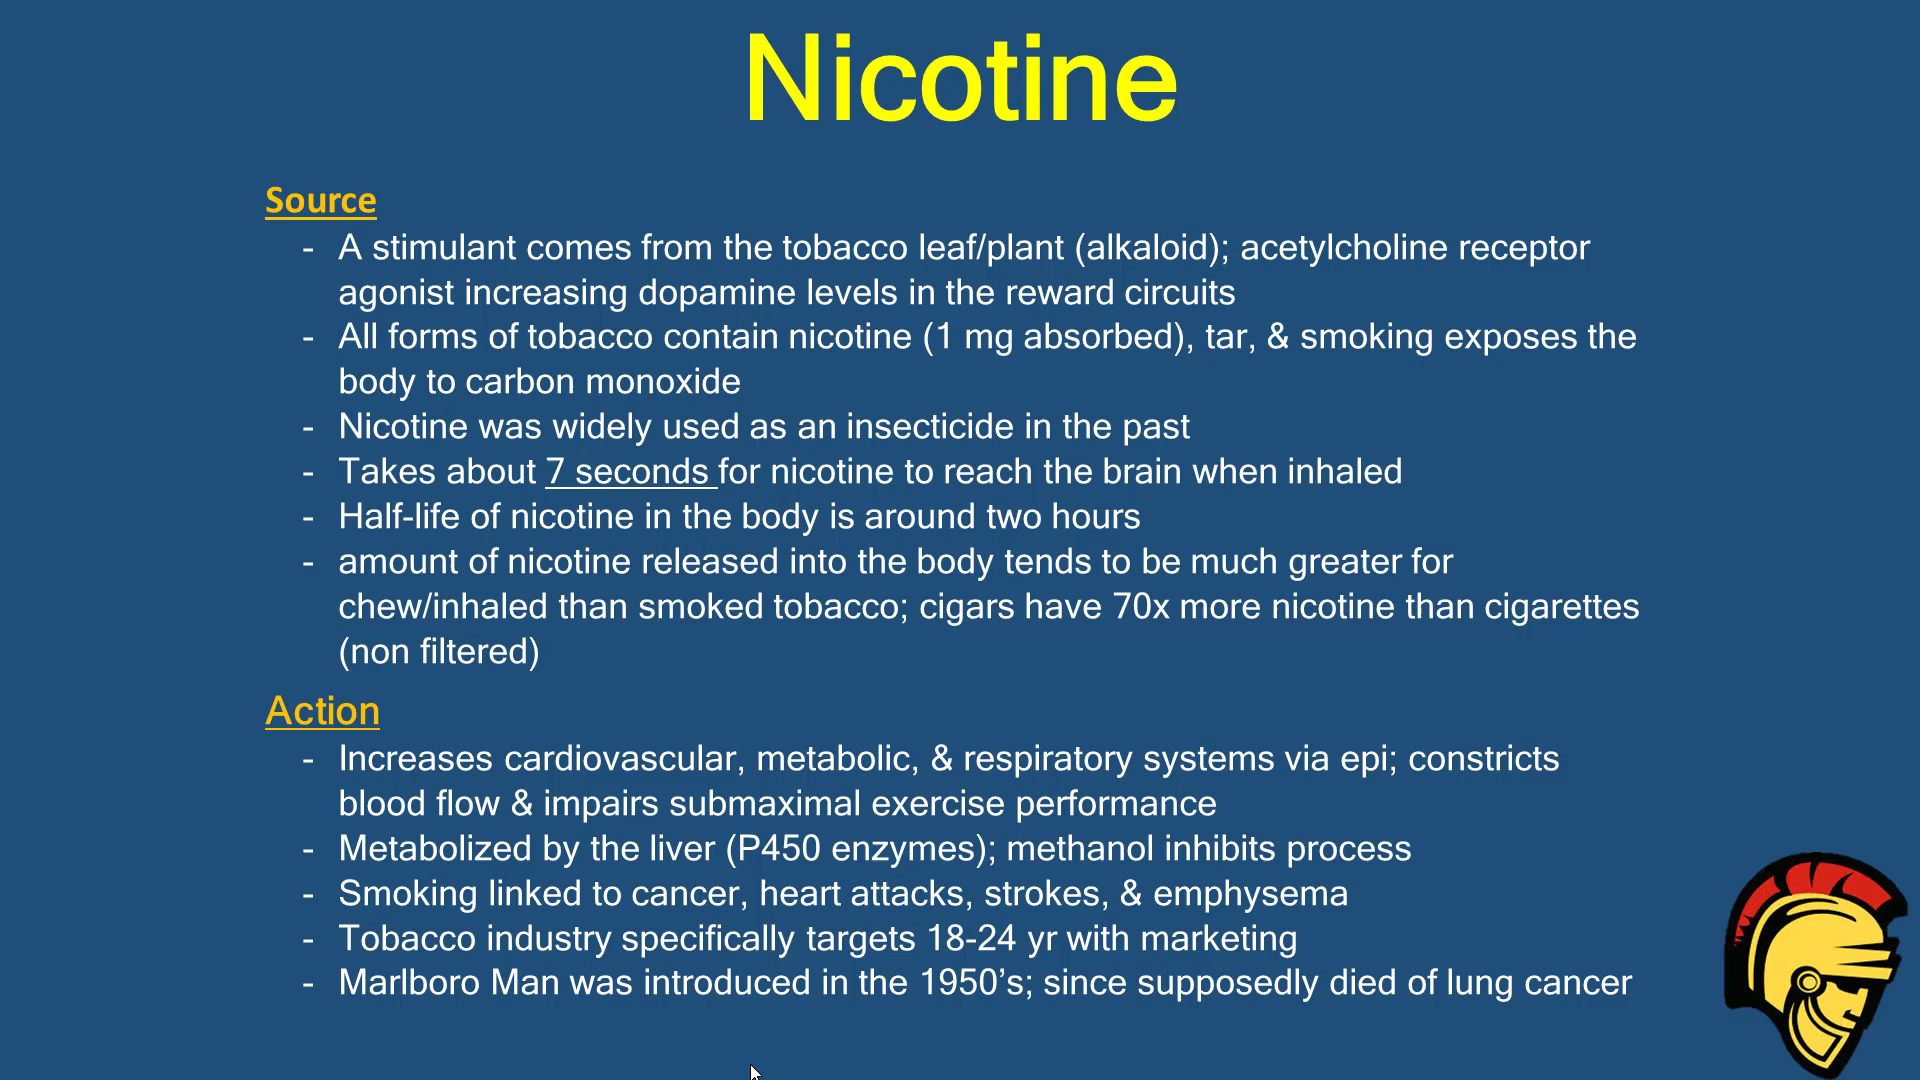 Nicotine
Source
- A stimulant comes from the tobacco leaf/plant (alkaloid); acetylcholine receptor
agonist increasing dopamine levels in the reward circuits
- All forms of tobacco contain nicotine (1 mg absorbed), tar, & smoking exposes the
body to carbon monoxide
- Nicotine was widely used as an insecticide in the past
- Takes about 7 seconds for nicotine to reach the brain when inhaled
- Half-life of nicotine in the body is around two hours
- amount of nicotine released into the body tends to be much greater for
chew/inhaled than smoked tobacco; cigars have 70x more nicotine than cigarettes
(non filtered)
Action
- Increases cardiovascular, metabolic, & respiratory systems via epi; constricts
blood flow & impairs submaximal exercise performance
- Metabolized by the liver (P450 enzymes); methanol inhibits process
- Smoking linked to cancer, heart attacks, strokes, & emphysema
- Tobacco industry specifically targets 18-24 yr with marketing
- Marlboro Man was introduced in the 1950’s; since supposedly died of lung cancer